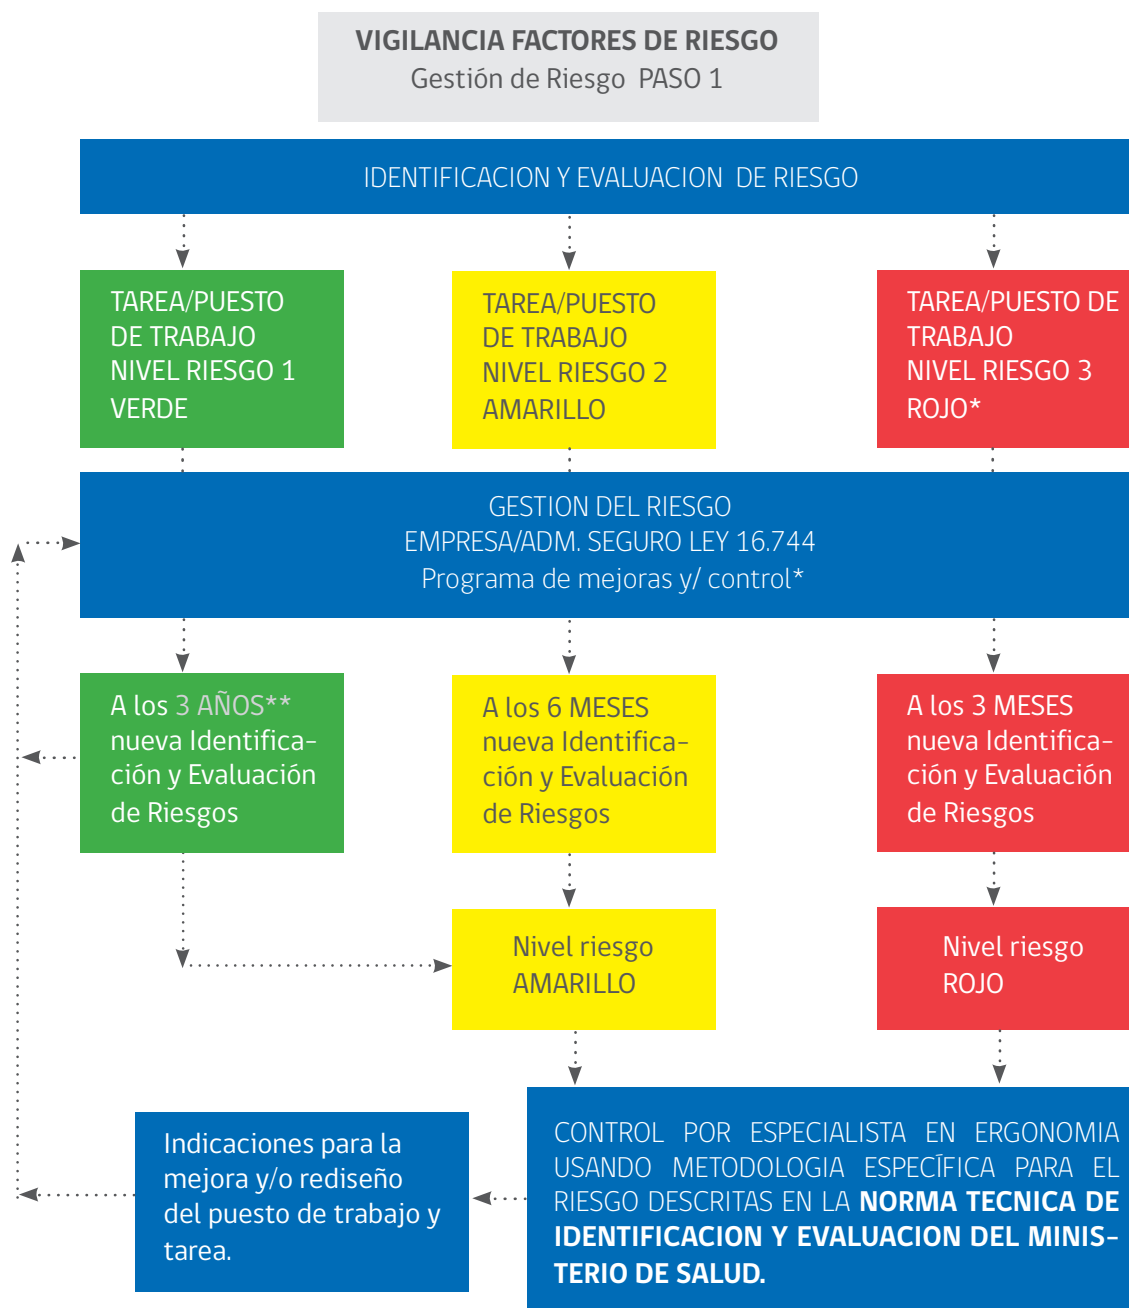 VIGILANCIA FACTORES DE RIESGO
Gestión de Riesgo PASO 1
IDENTIFICACION Y EVALUACION DE RIESGO
TAREA/PUESTO
DE TRABAJO
NIVEL RIESGO 1
VERDE
TAREA/PUESTO
DE TRABAJO
NIVEL RIESGO 2
AMARILLO
TAREA/PUESTO DE
TRABAJO
NIVEL RIESGO 3
ROJO*
GESTION DEL RIESGO
EMPRESA/ADM. SEGURO LEY 16.744
Programa de mejoras y/ control*
A los 3 AÑOS**
nueva Identifica-
ción y Evaluación
de Riesgos
A los 6 MESES
nueva Identifica-
ción y Evaluación
de Riesgos
A los 3 MESES
nueva Identifica-
ción y Evaluación
de Riesgos
Nivel riesgo
AMARILLO
Nivel riesgo
ROJO
Indicaciones para la
mejora y/o rediseño
del puesto de trabajo y
tarea.
CONTROL POR ESPECIALISTA EN ERGONOMIA
USANDO METODOLOGIA ESPECÍFICA PARA EL
RIESGO DESCRITAS EN LA NORMA TECNICA DE
IDENTIFICACION Y EVALUACION DEL MINIS-
TERIO DE SALUD.